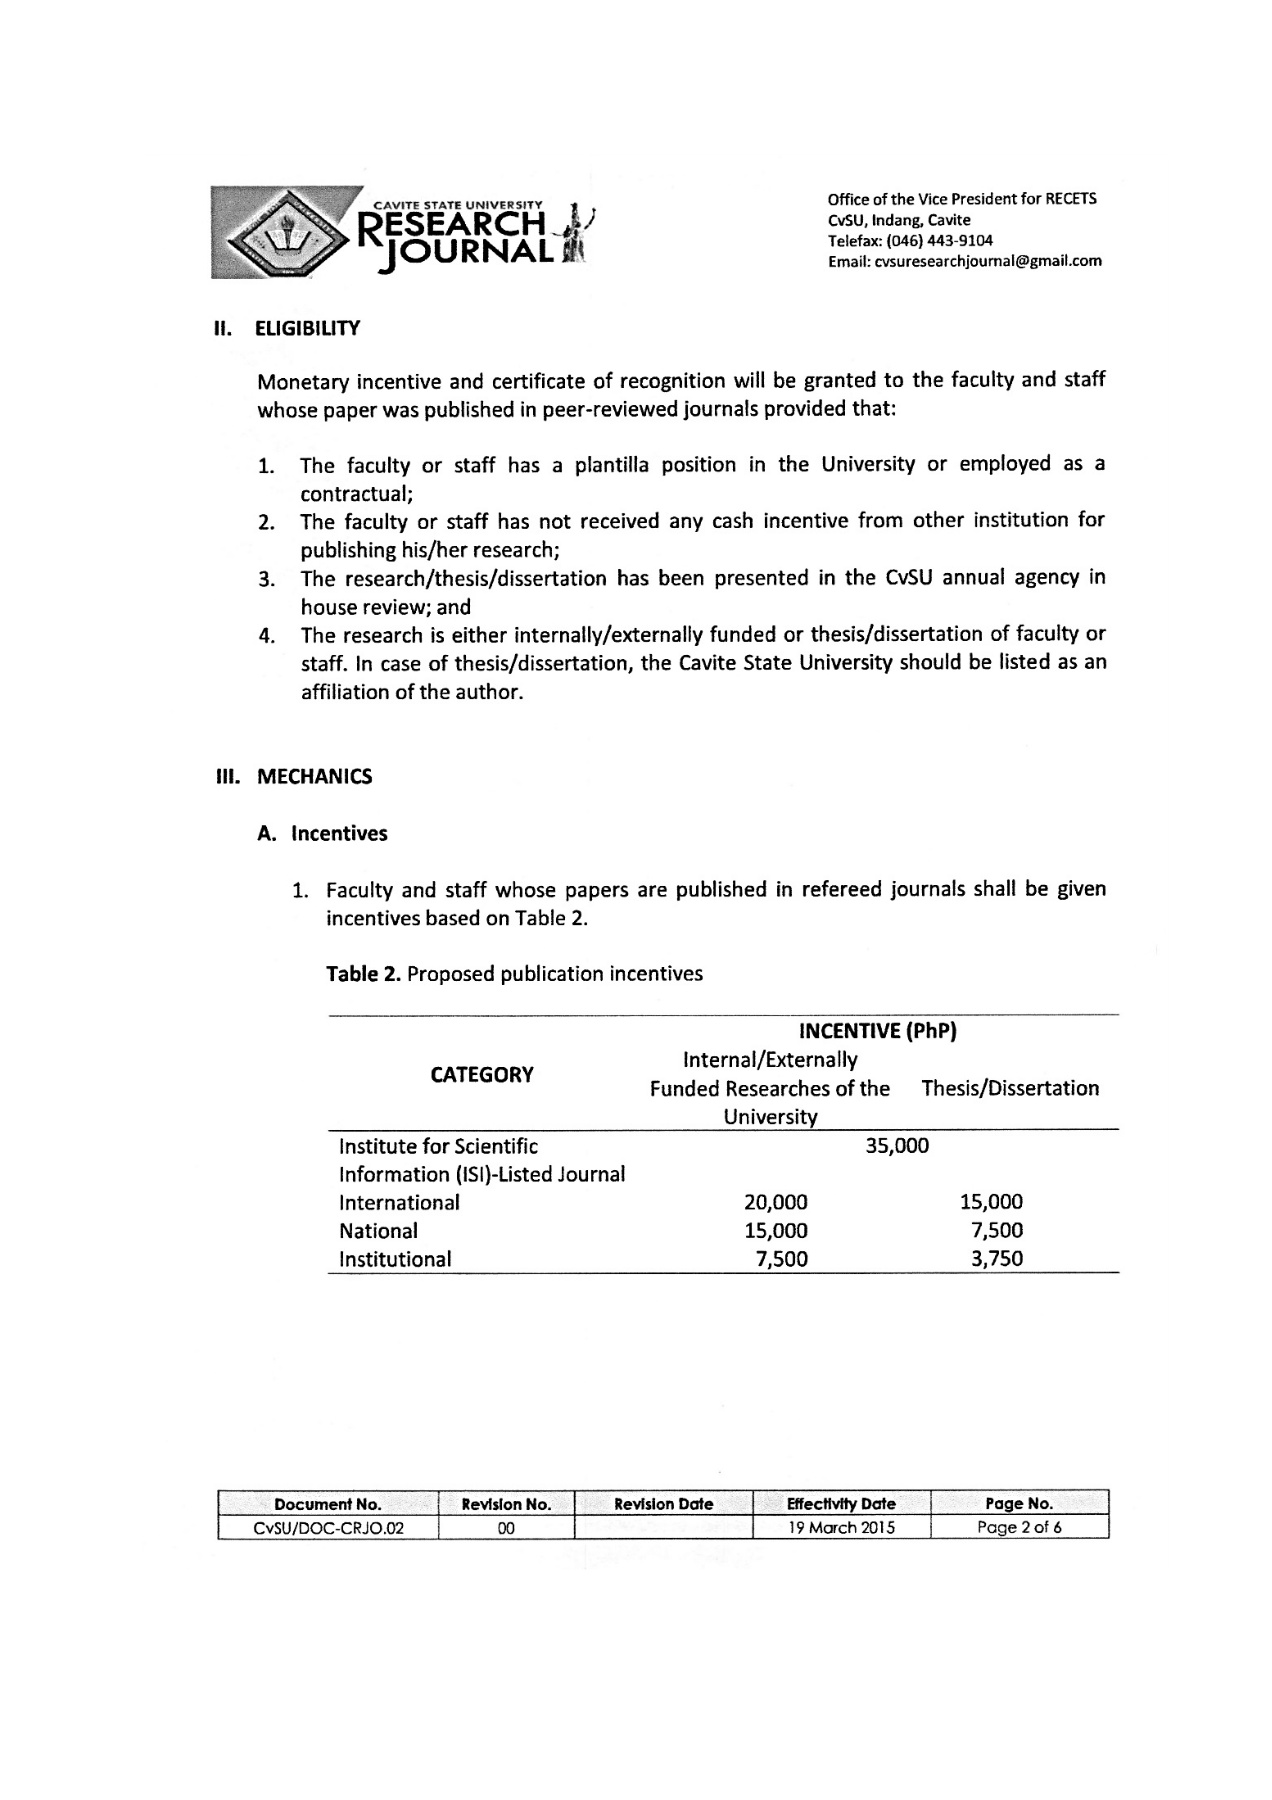 CAVITE STATE UNIVERSITY
RESEARCH
JOURNAL
Office of the Vice President for RECETS
CvSU, Indang, Cavite
Telefax: (046) 443-9104
Email: cvsuresearchjournal@gmail.com
II. ELIGIBILITY
Monetary incentive and certificate of recognition will be granted to the faculty and staff
whose paper was published in peer-reviewed journals provided that:
1. The faculty or staff has a plantilla position in the University or employed as a
contractual;
2. The faculty or staff has not received any cash incentive from other institution for
publishing his/her research;
3. The research/thesis/dissertation has been presented in the CvSU annual agency in
house review; and
4. The research is either internally/externally funded or thesis/dissertation of faculty or
staff. In case of thesis/dissertation, the Cavite State University should be listed as an
affiliation of the author.
III. MECHANICS
A. Incentives
1. Faculty and staff whose papers are published in refereed journals shall be given
incentives based on Table 2.
Table 2. Proposed publication incentives
INCENTIVE (PhP)
CATEGORY
Internal/Externally
Funded Researches of the
University
Thesis/Dissertation
Institute for Scientific 35,000
Information (ISI)-Listed Journal
International 20,000 15,000
National 15,000 7,500
Institutional 7,500 3,750
Document No. Revision No. Revision Date Effectivity Date Page No.
CvSU/DOC-CRJO.02 00 19 March 2015 Page 2 of 6